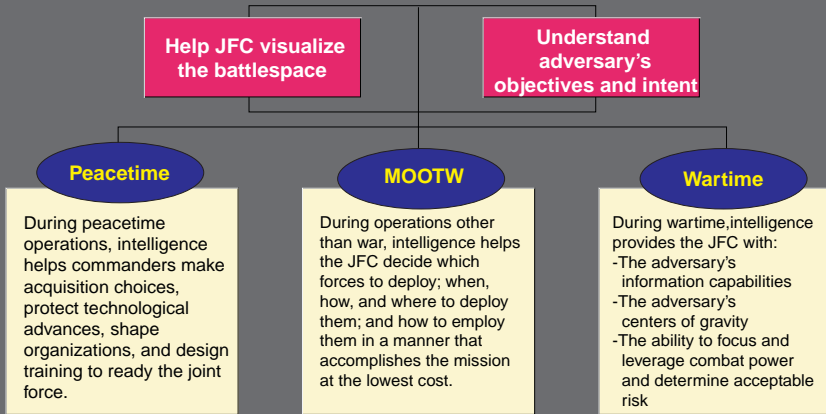 Help JFC visualize
the battlespace
Understand
adversary's
objectives and intent
Peacetime
During peacetime
operations, intelligence
helps commanders make
acquisition choices,
protect technological
advances, shape
organizations, and design
training to ready the joint
force.
MOOTW
During operations other
than war, intelligence helps
the JFC decide which
forces to deploy; when,
how, and where to deploy
them; and how to employ
them in a manner that
accomplishes the mission
at the lowest cost.
Wartime
During wartime,intelligence
provides the JFC with:
-The adversary's
information capabilities
-The adversary's
centers of gravity
-The ability to focus and
leverage combat power
and determine acceptable
risk